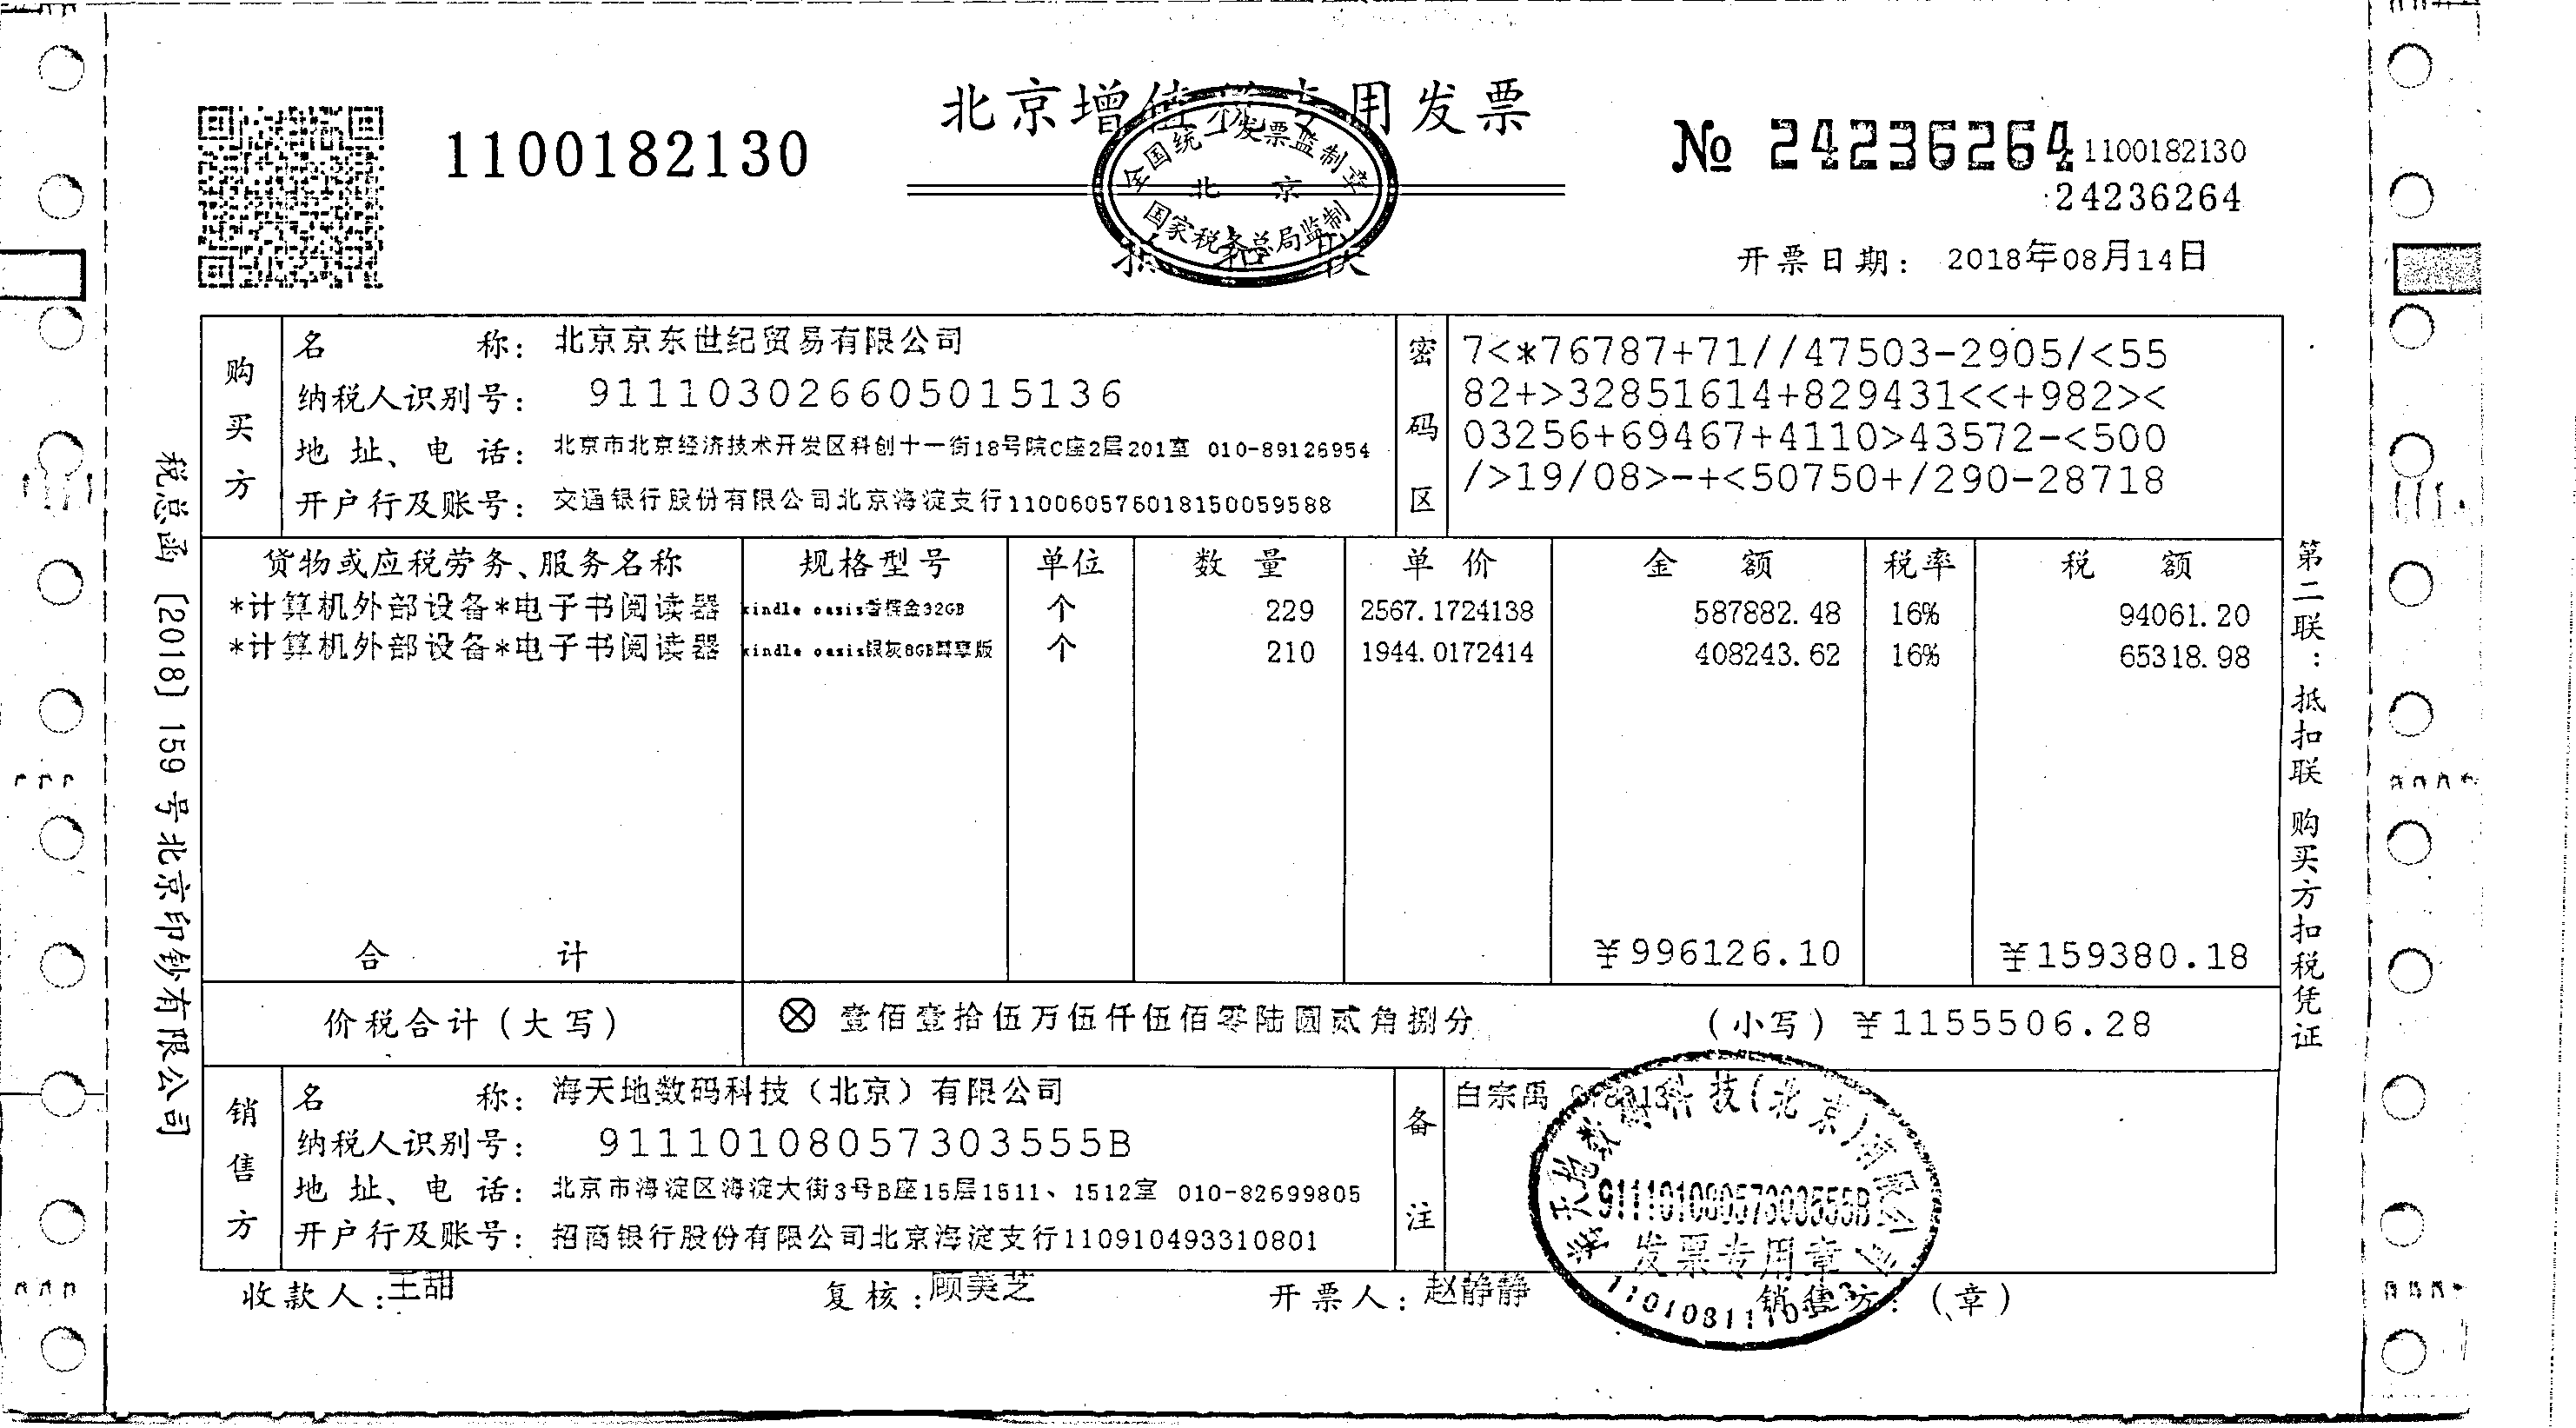 北京增值税专用发票
1100182130
№ 24236264
1100182130
24236264
全国统一发票监制章
北京
国家税务总局监制
抵扣联
开票日期: 2018年08月14日
购买方
名称: 北京京东世纪贸易有限公司
纳税人识别号: 911103026605015136
地址、电话: 北京市北京经济技术开发区科创十一街18号院C座2层201室 010-89126954
开户行及账号: 交通银行股份有限公司北京海淀支行110060576018150059588
密码区
7<*76787+71//47503-2905/<55
82+>32851614+829431<<+982><
03256+69467+4110>43572-<500
/>19/08>-+<50750+/290-28718
货物或应税劳务、服务名称 规格型号 单位 数量 单价 金额 税率 税额
*计算机外部设备*电子书阅读器 kindle oasis香槟金32GB 个 229 2567.1724138 587882.48 16% 94061.20
*计算机外部设备*电子书阅读器 kindle oasis银灰8GB尊享版 个 210 1944.0172414 408243.62 16% 65318.98
合计 ¥996126.10 ¥159380.18
价税合计(大写) ⊗ 壹佰壹拾伍万伍仟伍佰零陆圆贰角捌分 (小写) ¥1155506.28
销售方
名称: 海天地数码科技（北京）有限公司
纳税人识别号: 91110108057303555B
地址、电话: 北京市海淀区海淀大街3号B座15层1511、1512室 010-82699805
开户行及账号: 招商银行股份有限公司北京海淀支行110910493310801
备注
白宗禹
海天地数码科技(北京)有限公司
91110108057303555B
发票专用章
收款人: 王甜 复核: 顾美芝 开票人: 赵静静 销售方: (章)
税总函〔2018〕159号北京印钞有限公司
第二联:抵扣联 购买方扣税凭证